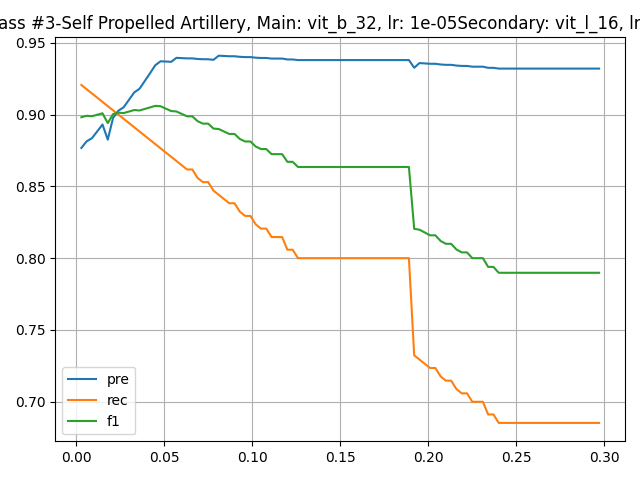 ass #3-Self Propelled Artillery, Main: vit_b_32, lr: 1e-05Secondary: vit_l_16, lr
0.95
0.90
0.85
0.80
0.75
0.70
pre
rec
f1
0.00 0.05 0.10 0.15 0.20 0.25 0.30